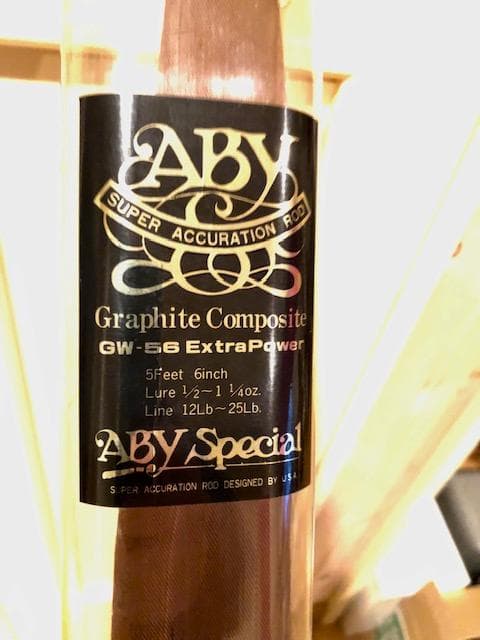 ABY
SUPER ACCURATION ROD
Graphite Composite
GW-56 ExtraPower
5Feet 6inch
Lure ½~1 ¼oz.
Line 12Lb~25Lb.
ABY Special
SUPER ACCURATION ROD DESIGNED BY U.S.A